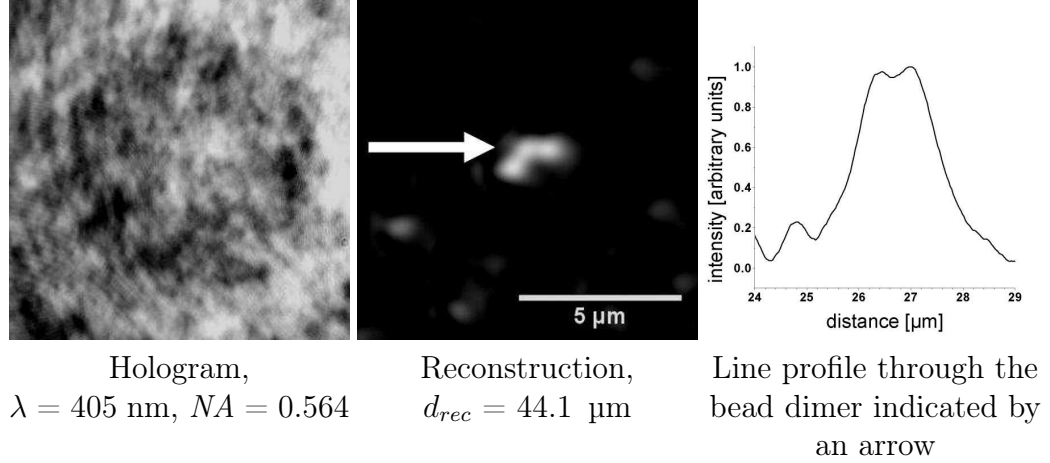 5 μm
intensity [arbitrary units]
1.0
0.8
0.6
0.4
0.2
0.0
24 25 26 27 28 29
distance [μm]
Hologram,
λ = 405 nm, NA = 0.564
Reconstruction,
d_rec = 44.1 μm
Line profile through the
bead dimer indicated by
an arrow